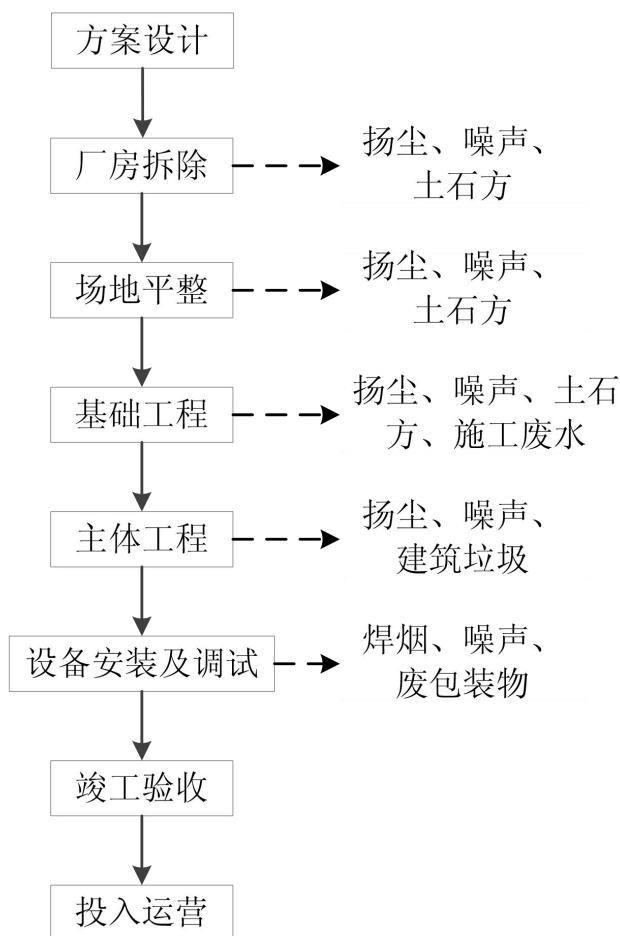 方案设计
厂房拆除
扬尘、噪声、
土石方
场地平整
扬尘、噪声、
土石方
基础工程
扬尘、噪声、土石
方、施工废水
主体工程
扬尘、噪声、
建筑垃圾
设备安装及调试
焊烟、噪声、
废包装物
竣工验收
投入运营